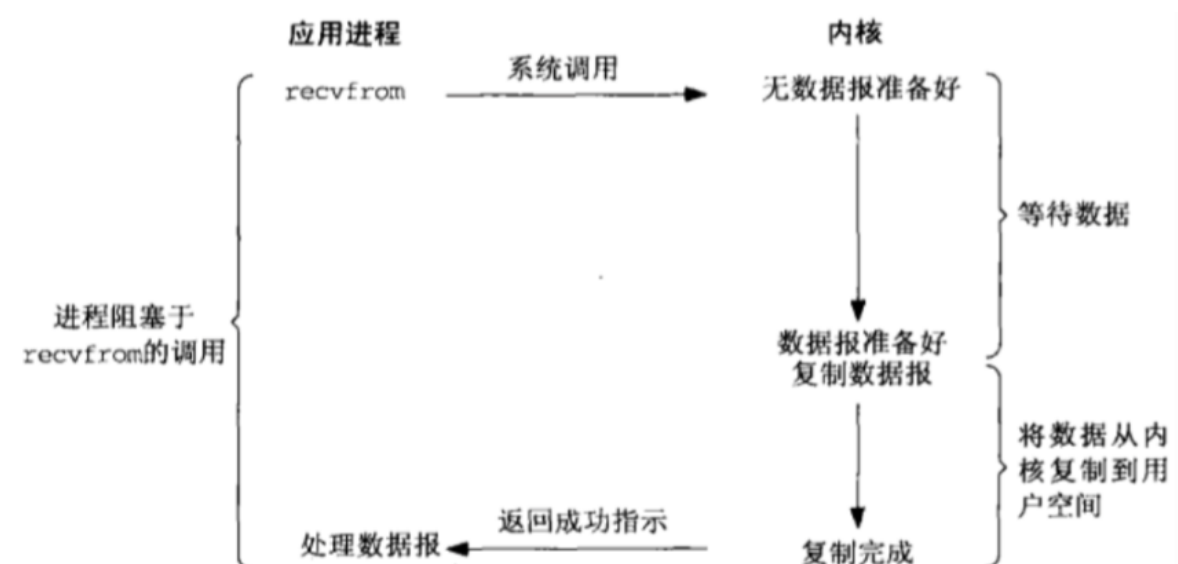 应用进程
内核
系统调用
recvfrom
无数据报准备好
等待数据
进程阻塞于
recvfrom的调用
数据报准备好
复制数据报
将数据从内
核复制到用
户空间
返回成功指示
处理数据报
复制完成